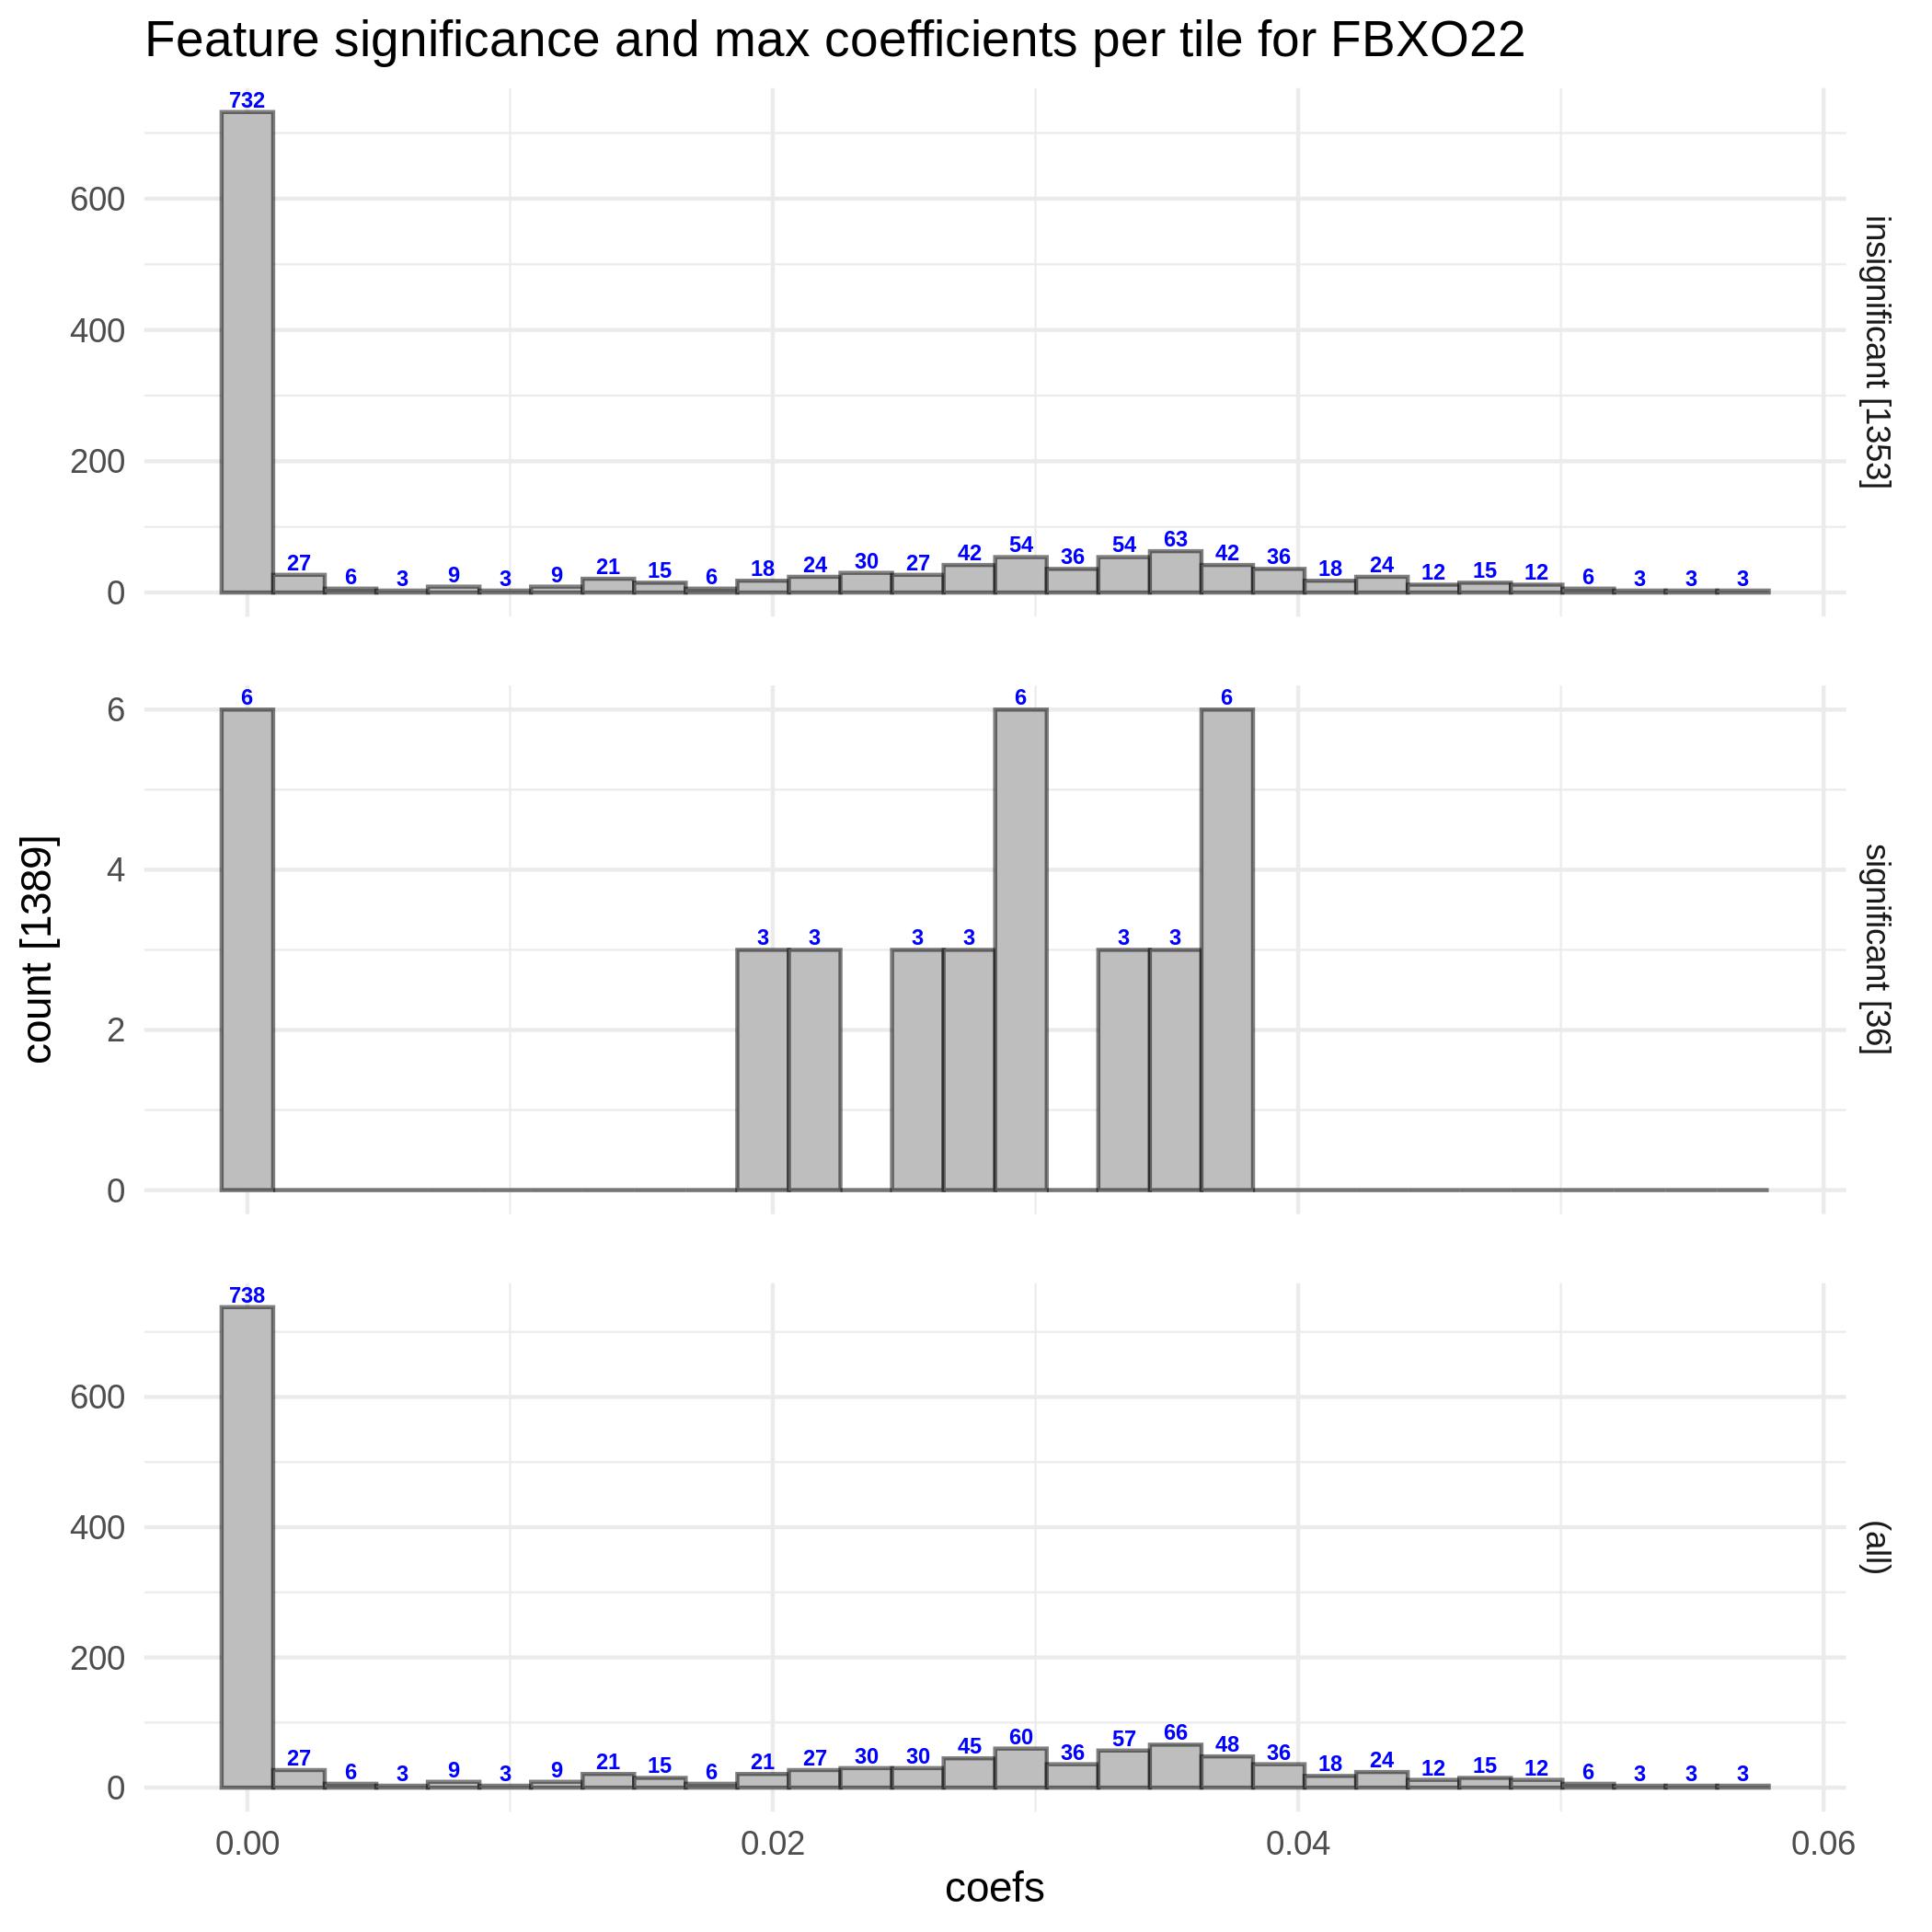 Feature significance and max coefficients per tile for FBXO22
732
600
400
200
0
27 6 3 9 3 9 21 15 6 18 24 30 27 42 54 36 54 63 42 36 18 24 12 15 12 6 3 3 3
insignificant [1353]
6 6 6
6
4
2
0
3 3 3 3 3 3
significant [36]
count [1389]
738
600
400
200
0
27 6 3 9 3 9 21 15 6 21 27 30 30 45 60 36 57 66 48 36 18 24 12 15 12 6 3 3 3
(all)
0.00 0.02 0.04 0.06
coefs